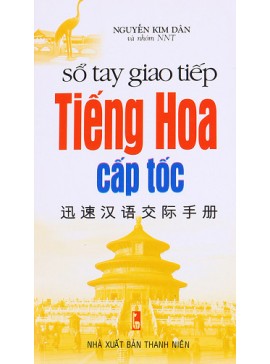 NGUYỄN KIM DÂN
và nhóm NNT
sổ tay giao tiếp
Tiếng Hoa
cấp tốc
迅速汉语交际手册
NHÀ XUẤT BẢN THANH NIÊN